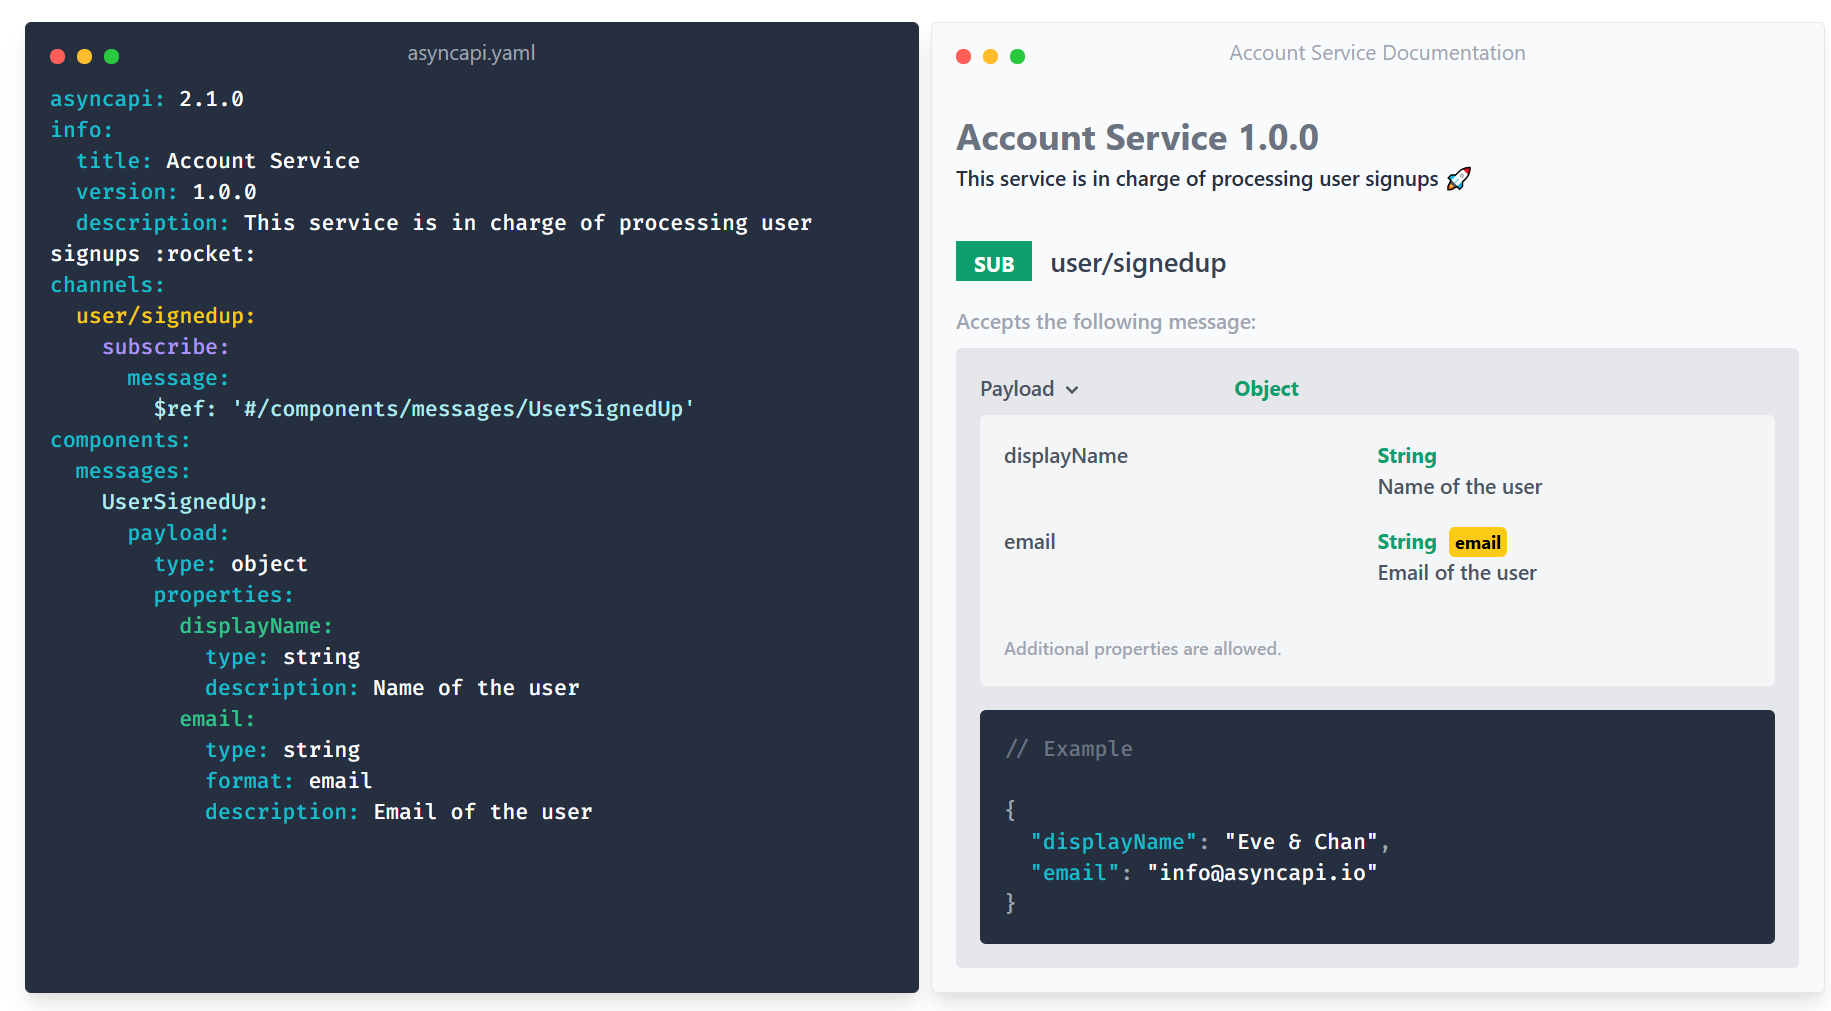 asyncapi.yaml
asyncapi: 2.1.0
info:
  title: Account Service
  version: 1.0.0
  description: This service is in charge of processing user
signups :rocket:
channels:
  user/signedup:
    subscribe:
      message:
        $ref: '#/components/messages/UserSignedUp'
components:
  messages:
    UserSignedUp:
      payload:
        type: object
        properties:
          displayName:
            type: string
            description: Name of the user
          email:
            type: string
            format: email
            description: Email of the user
Account Service Documentation
Account Service 1.0.0
This service is in charge of processing user signups 🚀
SUB user/signedup
Accepts the following message:
Payload Object
displayName String
Name of the user
email String email
Email of the user
Additional properties are allowed.
// Example
{
  "displayName": "Eve & Chan",
  "email": "info@asyncapi.io"
}